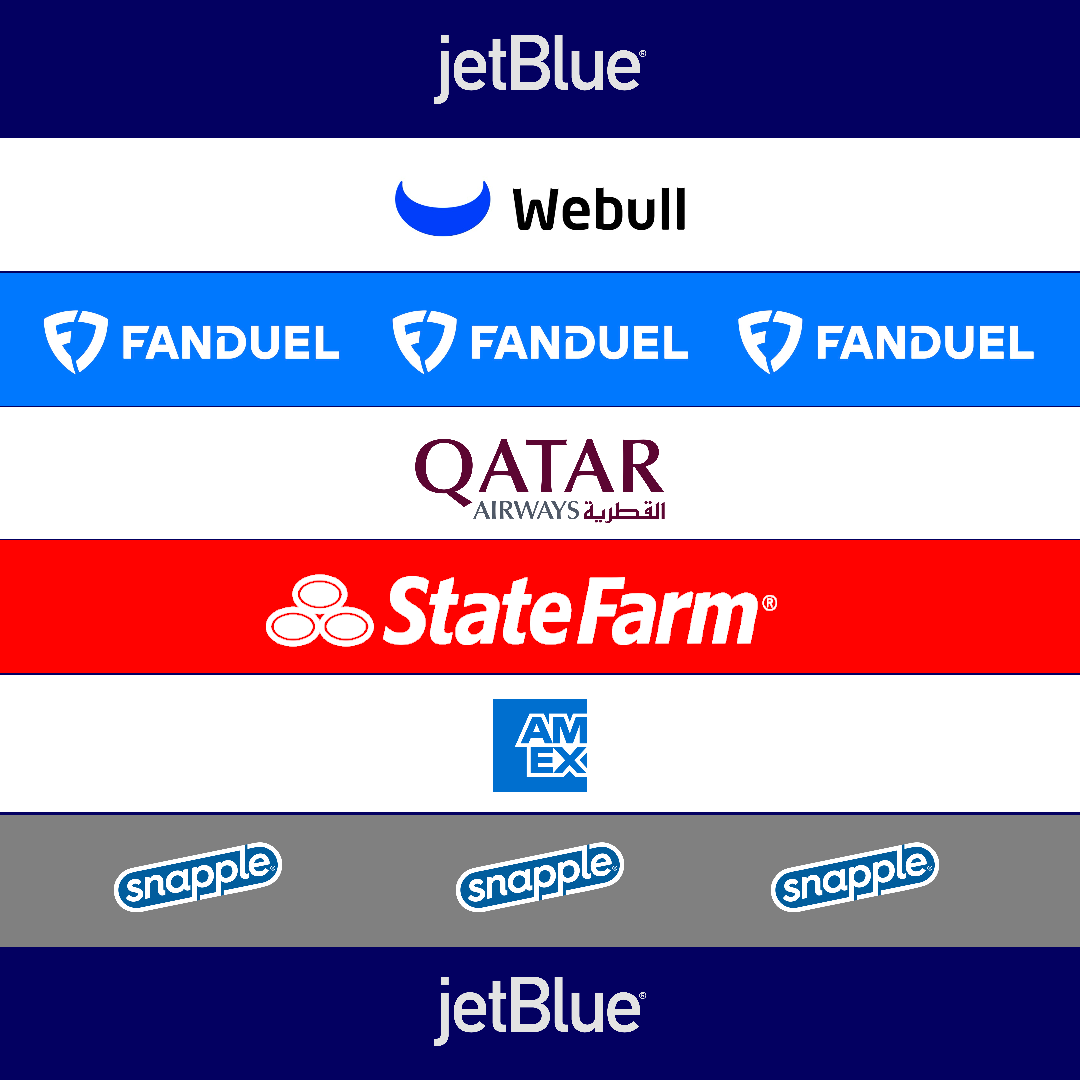 jetBlue®
Webull
FANDUEL FANDUEL FANDUEL
QATAR
AIRWAYS القطرية
StateFarm®
AM
EX
snapple® snapple® snapple®
jetBlue®